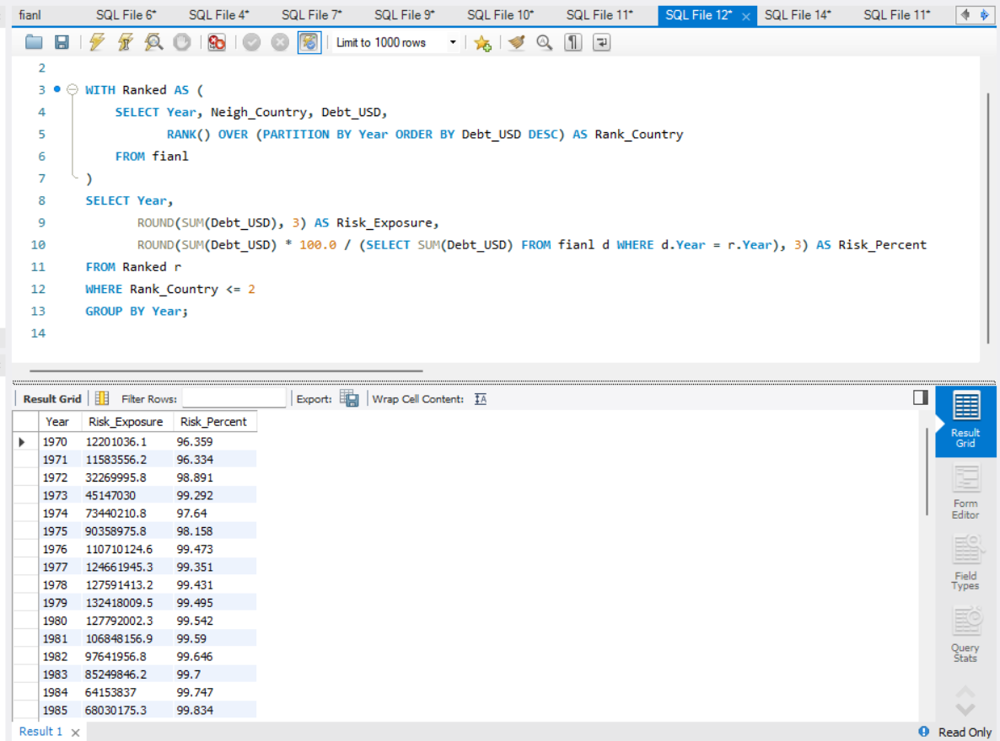 fianl SQL File 6* SQL File 4* SQL File 7* SQL File 9* SQL File 10* SQL File 11* SQL File 12* × SQL File 14* SQL File 11*
Limit to 1000 rows
2
3 WITH Ranked AS (
4 SELECT Year, Neigh_Country, Debt_USD,
5 RANK() OVER (PARTITION BY Year ORDER BY Debt_USD DESC) AS Rank_Country
6 FROM fianl
7 )
8 SELECT Year,
9 ROUND(SUM(Debt_USD), 3) AS Risk_Exposure,
10 ROUND(SUM(Debt_USD) * 100.0 / (SELECT SUM(Debt_USD) FROM fianl d WHERE d.Year = r.Year), 3) AS Risk_Percent
11 FROM Ranked r
12 WHERE Rank_Country <= 2
13 GROUP BY Year;
14
Result Grid Filter Rows: Export: Wrap Cell Content: IA
Year Risk_Exposure Risk_Percent
1970 12201036.1 96.359
1971 11583556.2 96.334
1972 32269995.8 98.891
1973 45147030 99.292
1974 73440210.8 97.64
1975 90358975.8 98.158
1976 110710124.6 99.473
1977 124661945.3 99.351
1978 127591413.2 99.431
1979 132418009.5 99.495
1980 127792002.3 99.542
1981 106848156.9 99.59
1982 97641956.8 99.646
1983 85249846.2 99.7
1984 64153837 99.747
1985 68030175.3 99.834
Result
Grid
Form
Editor
Field
Types
Query
Stats
Result 1 × Read Only